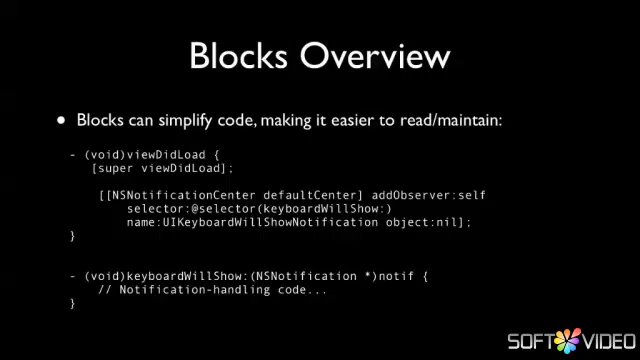 Blocks Overview
• Blocks can simplify code, making it easier to read/maintain:
- (void)viewDidLoad {
[super viewDidLoad];
[[NSNotificationCenter defaultCenter] addObserver:self
selector:@selector(keyboardWillShow:)
name:UIKeyboardWillShowNotification object:nil];
}
- (void)keyboardWillShow:(NSNotification *)notif {
// Notification-handling code...
}
SOFT VIDEO